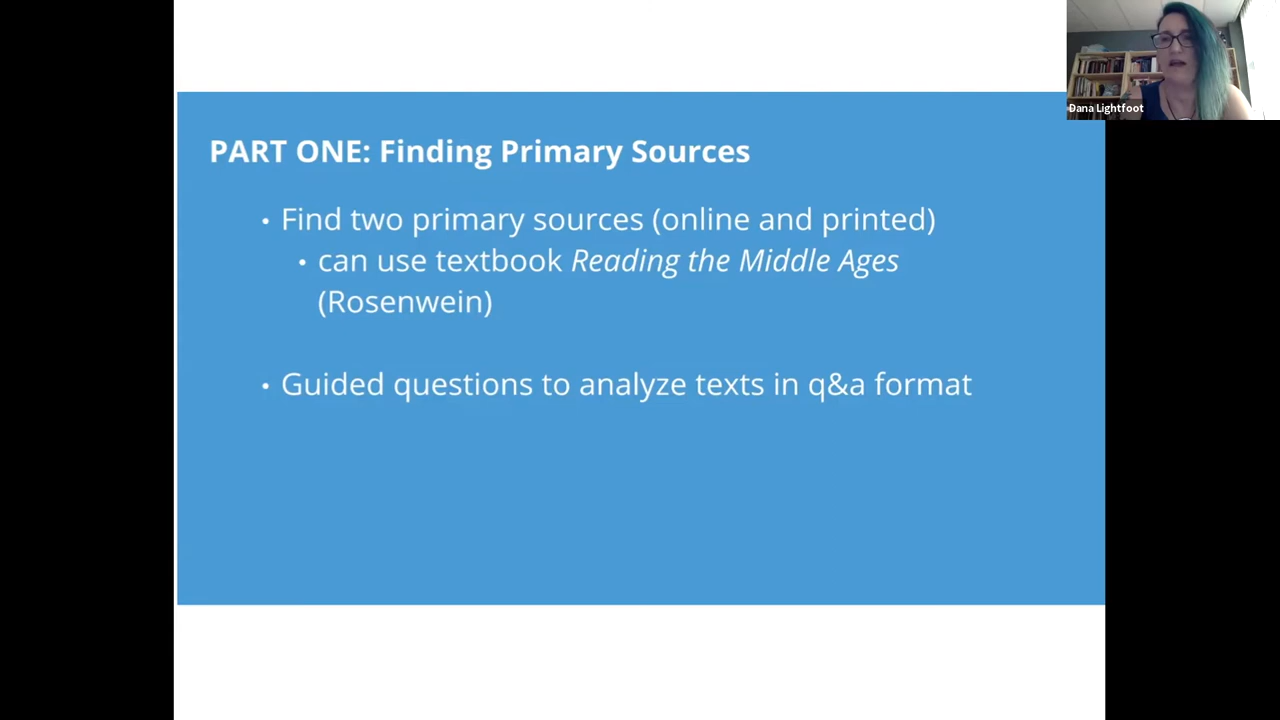 Dana Lightfoot
PART ONE: Finding Primary Sources
• Find two primary sources (online and printed)
• can use textbook Reading the Middle Ages
(Rosenwein)
• Guided questions to analyze texts in q&a format